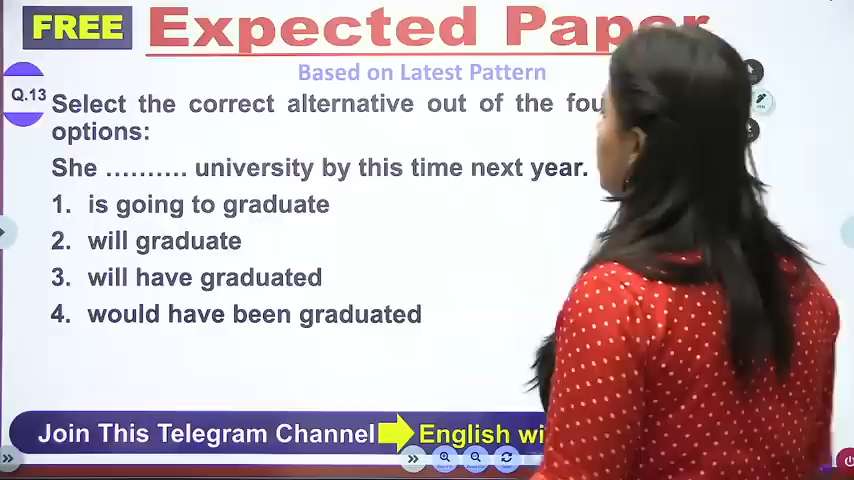 FREE Expected Paper
Based on Latest Pattern
Q.13
Select the correct alternative out of the
options:
She .......... university by this time next year.
1. is going to graduate
2. will graduate
3. will have graduated
4. would have been graduated
Join This Telegram Channel English